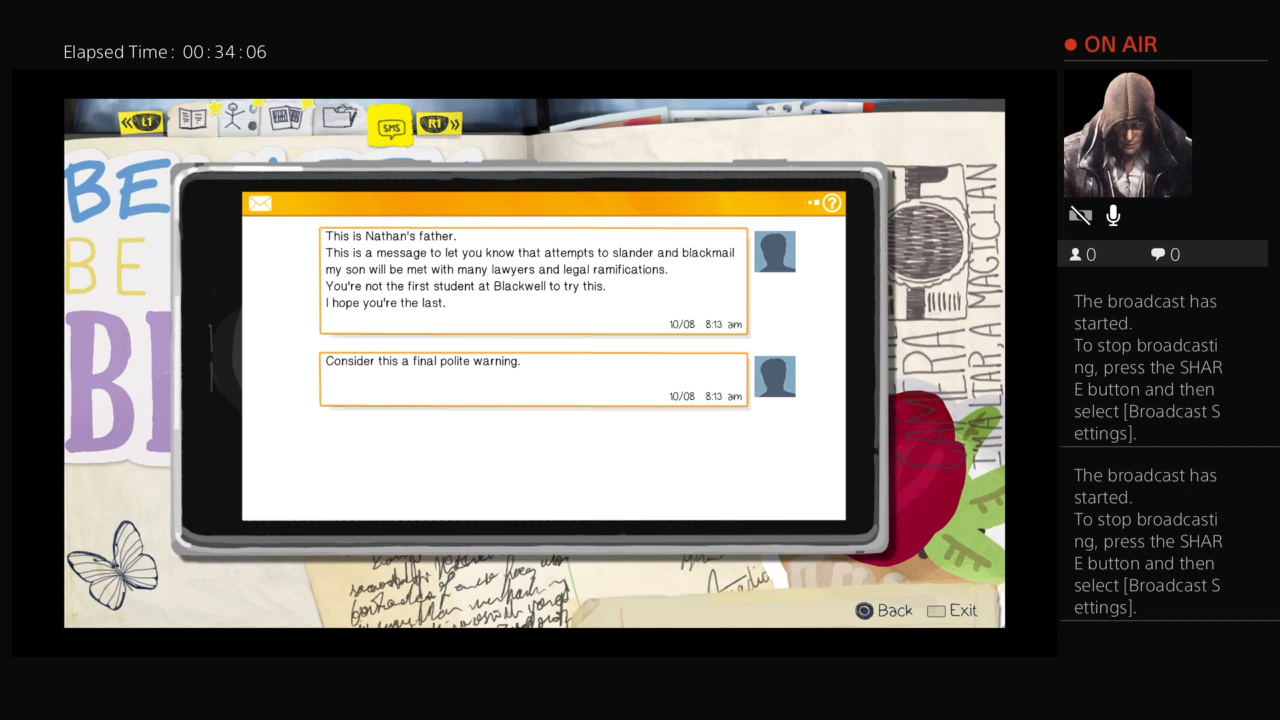 Elapsed Time: 00:34:06
ON AIR
L1
SMS
R1
BE
BE
BE
This is Nathan's father.
This is a message to let you know that attempts to slander and blackmail
my son will be met with many lawyers and legal ramifications.
You're not the first student at Blackwell to try this.
I hope you're the last.
10/08 8:13 am
Consider this a final polite warning.
10/08 8:13 am
CAMERA
A MAGICIAN
Back
Exit
0
0
The broadcast has
started.
To stop broadcasti
ng, press the SHAR
E button and then
select [Broadcast S
ettings].
The broadcast has
started.
To stop broadcasti
ng, press the SHAR
E button and then
select [Broadcast S
ettings].